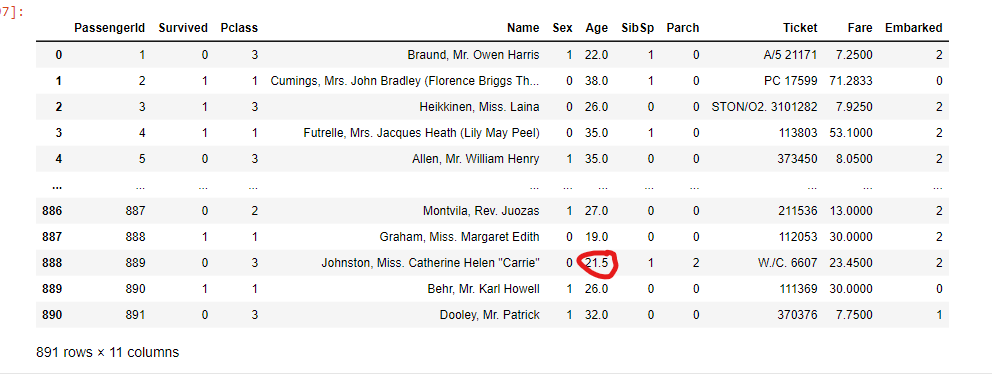 97]:
PassengerId Survived Pclass Name Sex Age SibSp Parch Ticket Fare Embarked
0 1 0 3 Braund, Mr. Owen Harris 1 22.0 1 0 A/5 21171 7.2500 2
1 2 1 1 Cumings, Mrs. John Bradley (Florence Briggs Th... 0 38.0 1 0 PC 17599 71.2833 0
2 3 1 3 Heikkinen, Miss. Laina 0 26.0 0 0 STON/O2. 3101282 7.9250 2
3 4 1 1 Futrelle, Mrs. Jacques Heath (Lily May Peel) 0 35.0 1 0 113803 53.1000 2
4 5 0 3 Allen, Mr. William Henry 1 35.0 0 0 373450 8.0500 2
... ... ... ... ... ... ... ... ... ... ... ...
886 887 0 2 Montvila, Rev. Juozas 1 27.0 0 0 211536 13.0000 2
887 888 1 1 Graham, Miss. Margaret Edith 0 19.0 0 0 112053 30.0000 2
888 889 0 3 Johnston, Miss. Catherine Helen "Carrie" 0 21.5 1 2 W./C. 6607 23.4500 2
889 890 1 1 Behr, Mr. Karl Howell 1 26.0 0 0 111369 30.0000 0
890 891 0 3 Dooley, Mr. Patrick 1 32.0 0 0 370376 7.7500 1
891 rows × 11 columns